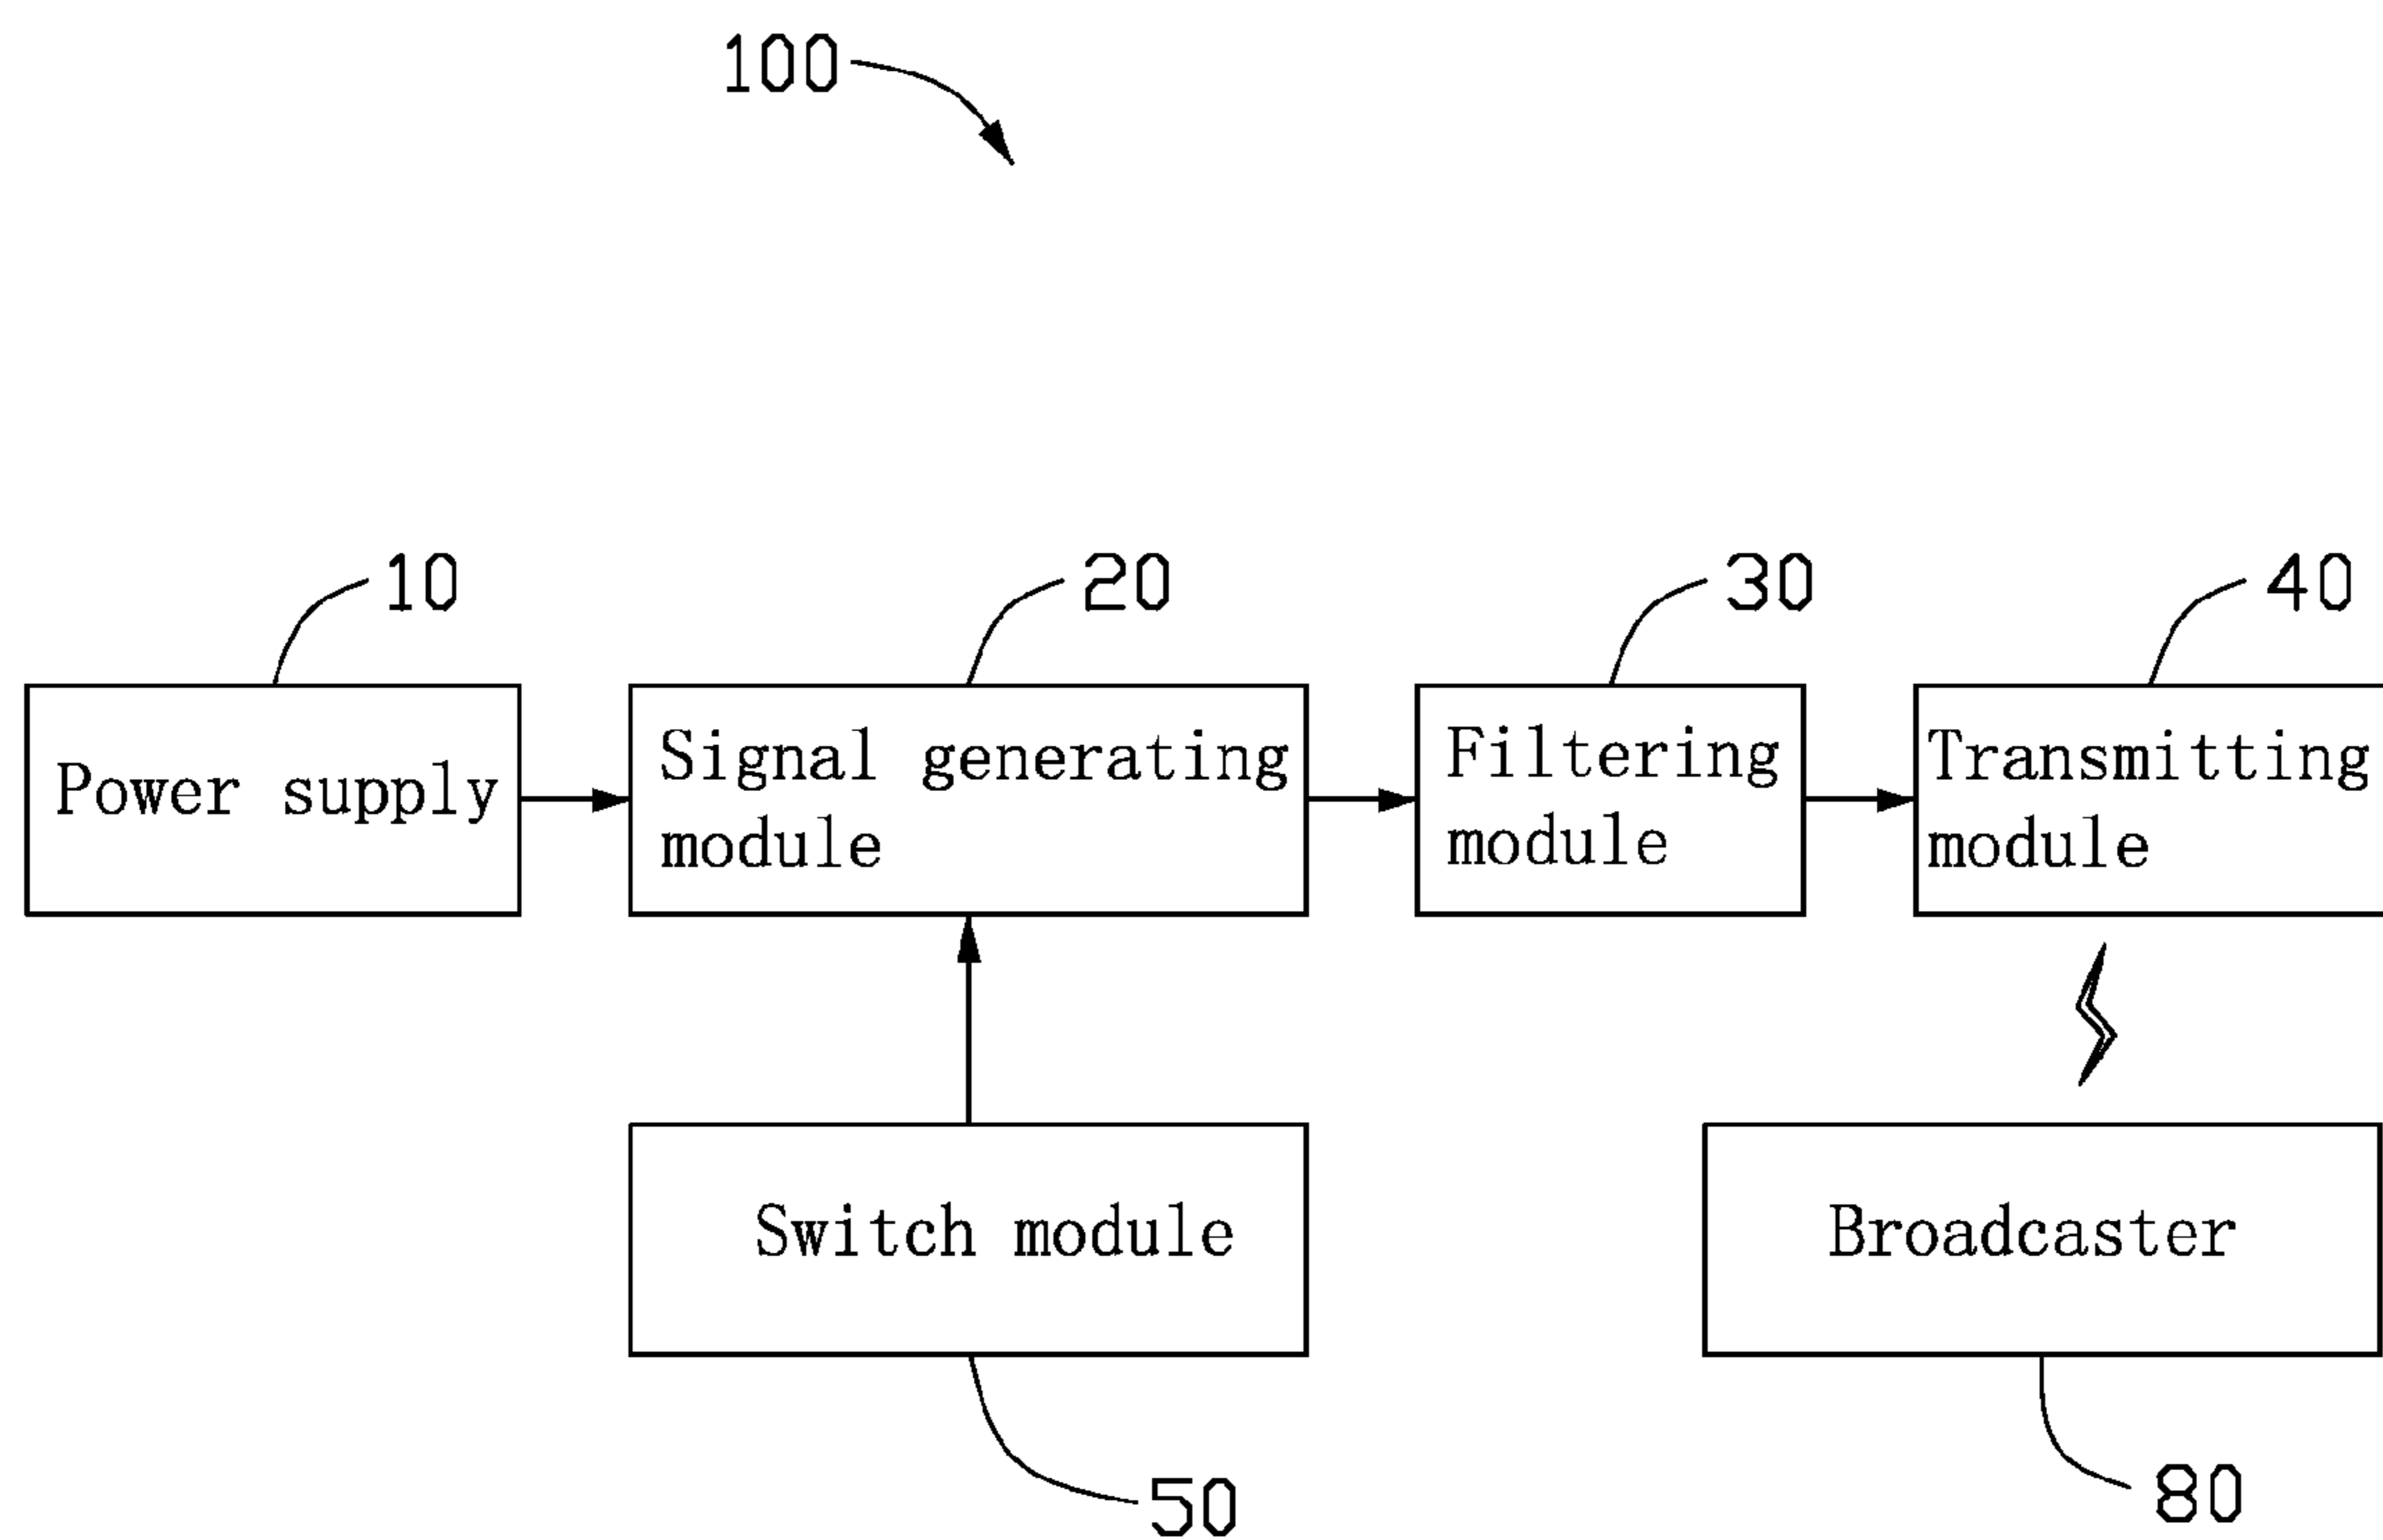 100
10
20
30
40
Power supply
Signal generating
module
Filtering
module
Transmitting
module
Switch module
Broadcaster
50
80